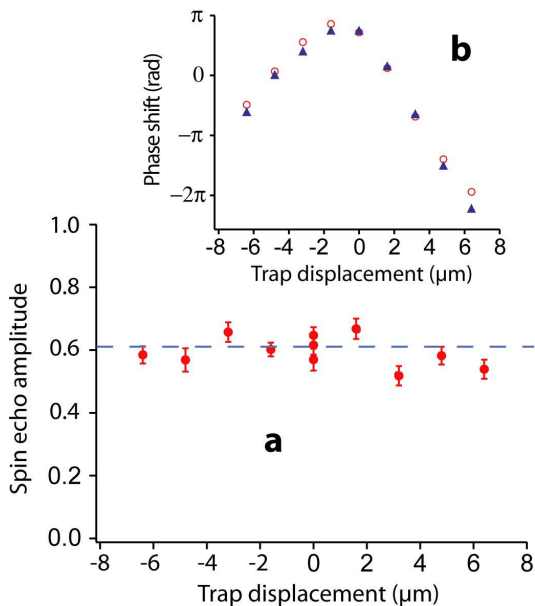 π
0
−π
−2π
Phase shift (rad)
b
-8 -6 -4 -2 0 2 4 6 8
Trap displacement (μm)
1.0
0.8
0.6
0.4
0.2
0.0
Spin echo amplitude
a
-8 -6 -4 -2 0 2 4 6 8
Trap displacement (μm)